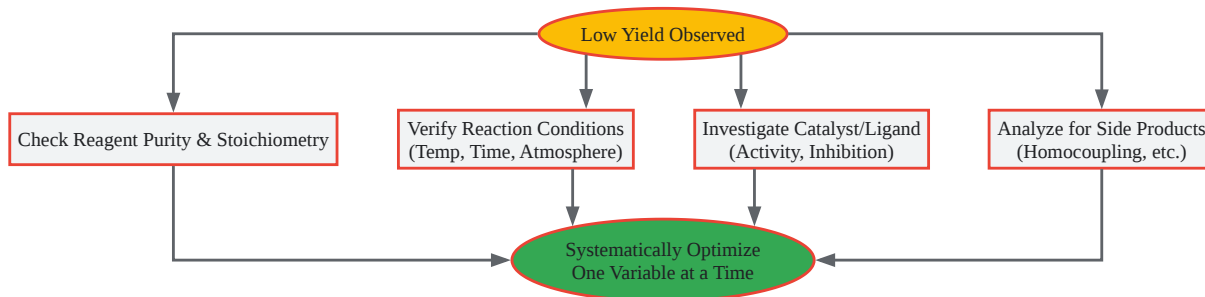 Low Yield Observed
Check Reagent Purity & Stoichiometry
Verify Reaction Conditions
(Temp, Time, Atmosphere)
Investigate Catalyst/Ligand
(Activity, Inhibition)
Analyze for Side Products
(Homocoupling, etc.)
Systematically Optimize
One Variable at a Time